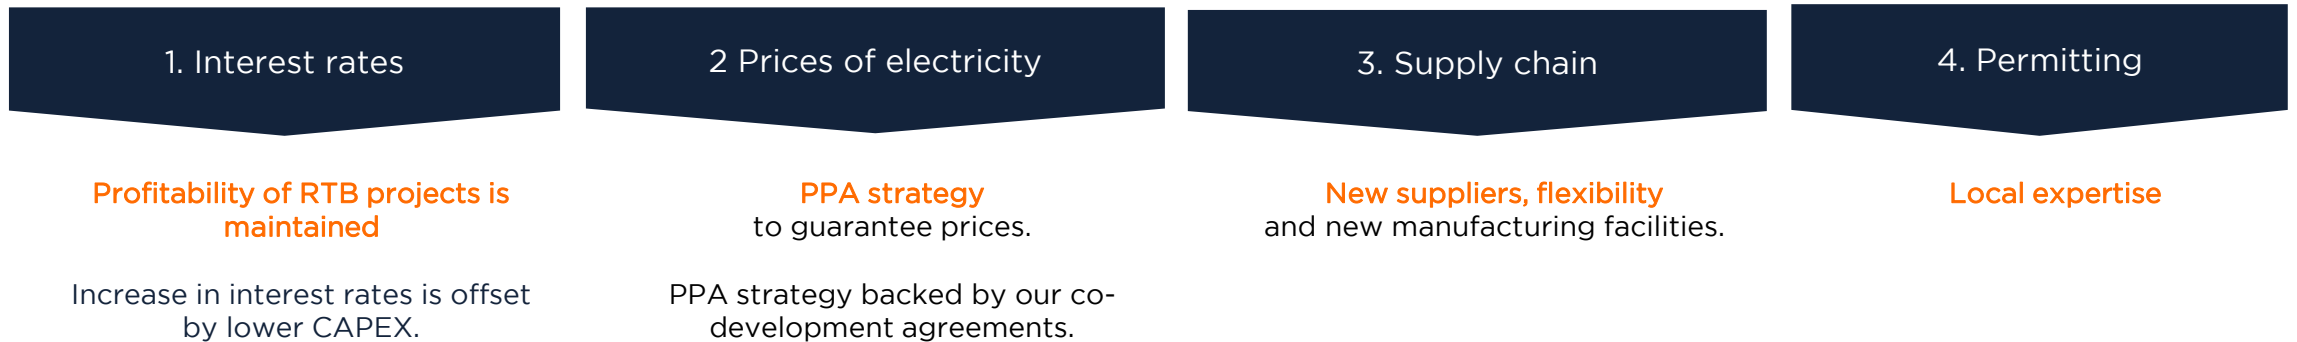 1. Interest rates
Profitability of RTB projects is
maintained
Increase in interest rates is offset
by lower CAPEX.
2 Prices of electricity
PPA strategy
to guarantee prices.
PPA strategy backed by our co-
development agreements.
3. Supply chain
New suppliers, flexibility
and new manufacturing facilities.
4. Permitting
Local expertise